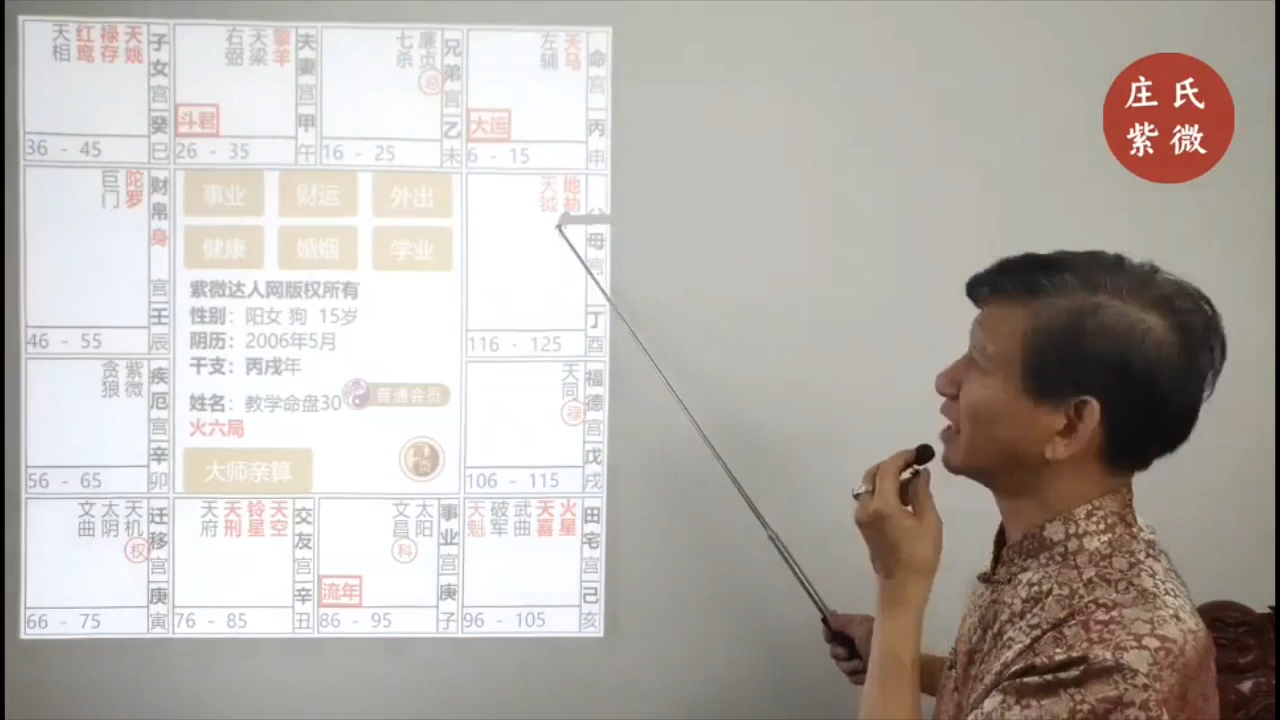 天相
红鸾
禄存
天姚
子女宫
癸巳
36 - 45
右弼
天梁
擎羊
夫妻宫
甲午
斗君
26 - 35
七杀
廉贞
忌
兄弟宫
乙未
16 - 25
左辅
天马
命宫
丙申
大运
6 - 15
巨门
陀罗
财帛身宫
壬辰
46 - 55
事业 财运 外出
健康 婚姻 学业
紫微达人网版权所有
性别：阳女 狗 15岁
阴历：2006年5月
干支：丙戌年
姓名：教学命盘30
普通会员
火六局
大师亲算
天钺
地劫
母宫
丁酉
116 - 125
贪狼
紫微
疾厄宫
辛卯
56 - 65
天同
禄
福德宫
戊戌
106 - 115
文曲
太阴
天机
权
迁移宫
庚寅
66 - 75
天府
天刑
铃星
天空
交友宫
辛丑
76 - 85
文昌
科
太阳
事业宫
庚子
流年
86 - 95
天魁
破军
武曲
天喜
火星
田宅宫
己亥
96 - 105
庄氏
紫微